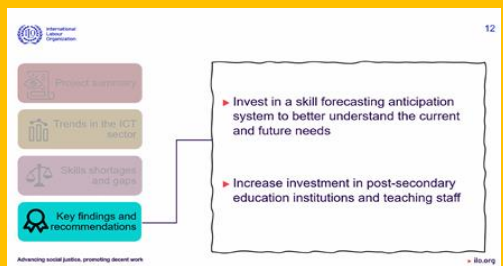 International
Labour
Organization
12
Project summary
Trends in the ICT
sector
Skills shortages
and gaps
Key findings and
recommendations
► Invest in a skill forecasting anticipation
system to better understand the current
and future needs
► Increase investment in post-secondary
education institutions and teaching staff
Advancing social justice, promoting decent work
► ilo.org